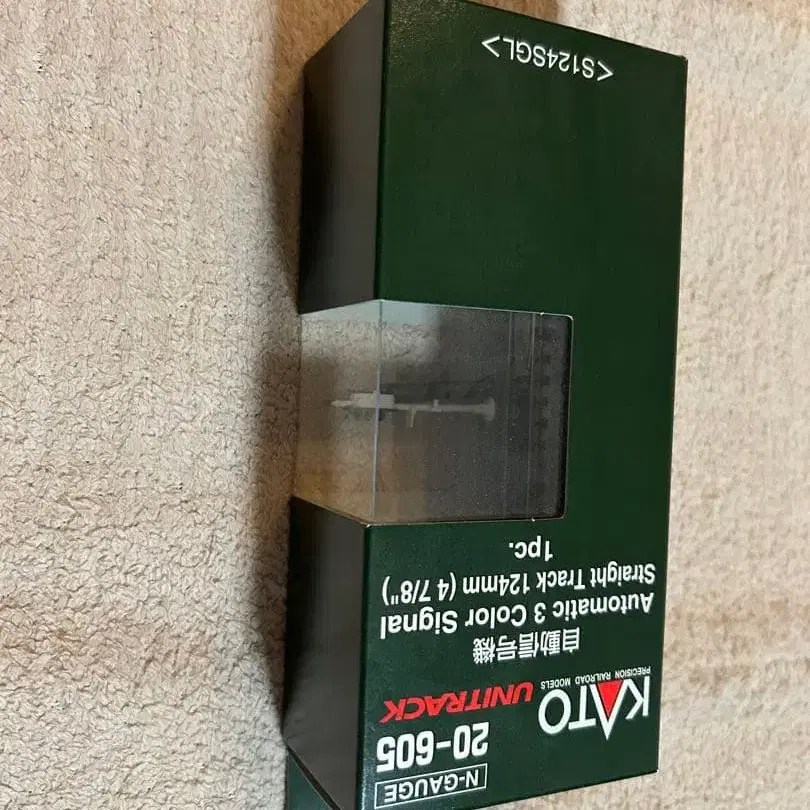 N-GAUGE
KATO UNITRACK 20-605
PRECISION RAILROAD MODELS
自動信号機
Automatic 3 Color Signal
Straight Track 124mm (4 7/8")
1pc.
<S124SGL>